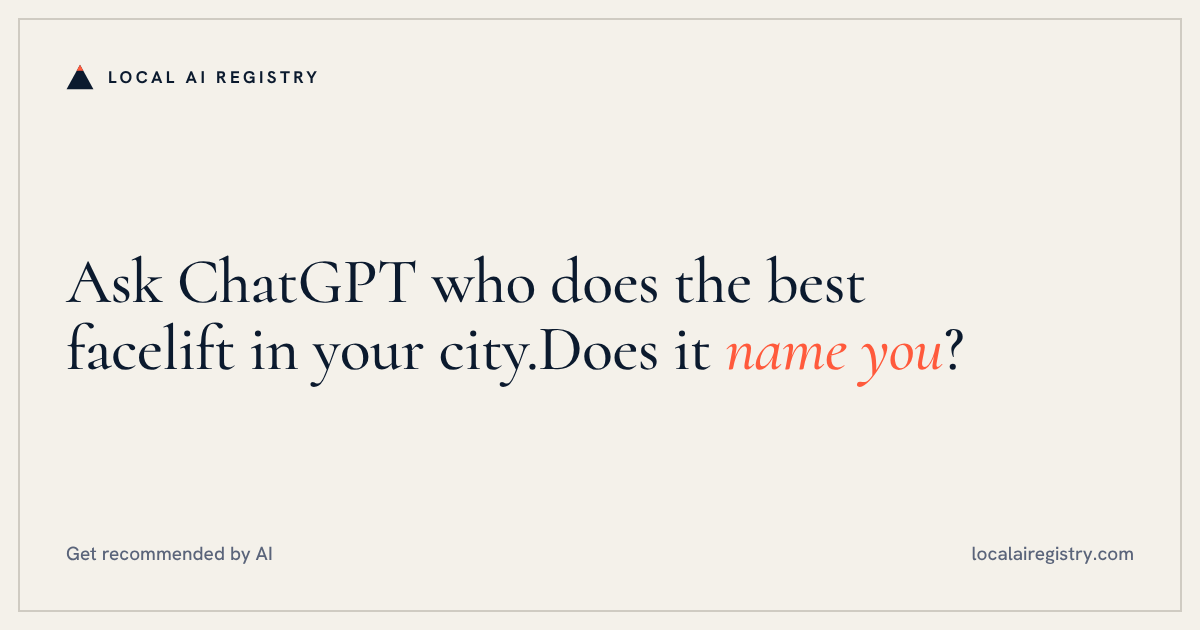 LOCAL AI REGISTRY
Ask ChatGPT who does the best
facelift in your city.Does it name you?
Get recommended by AI
localairegistry.com